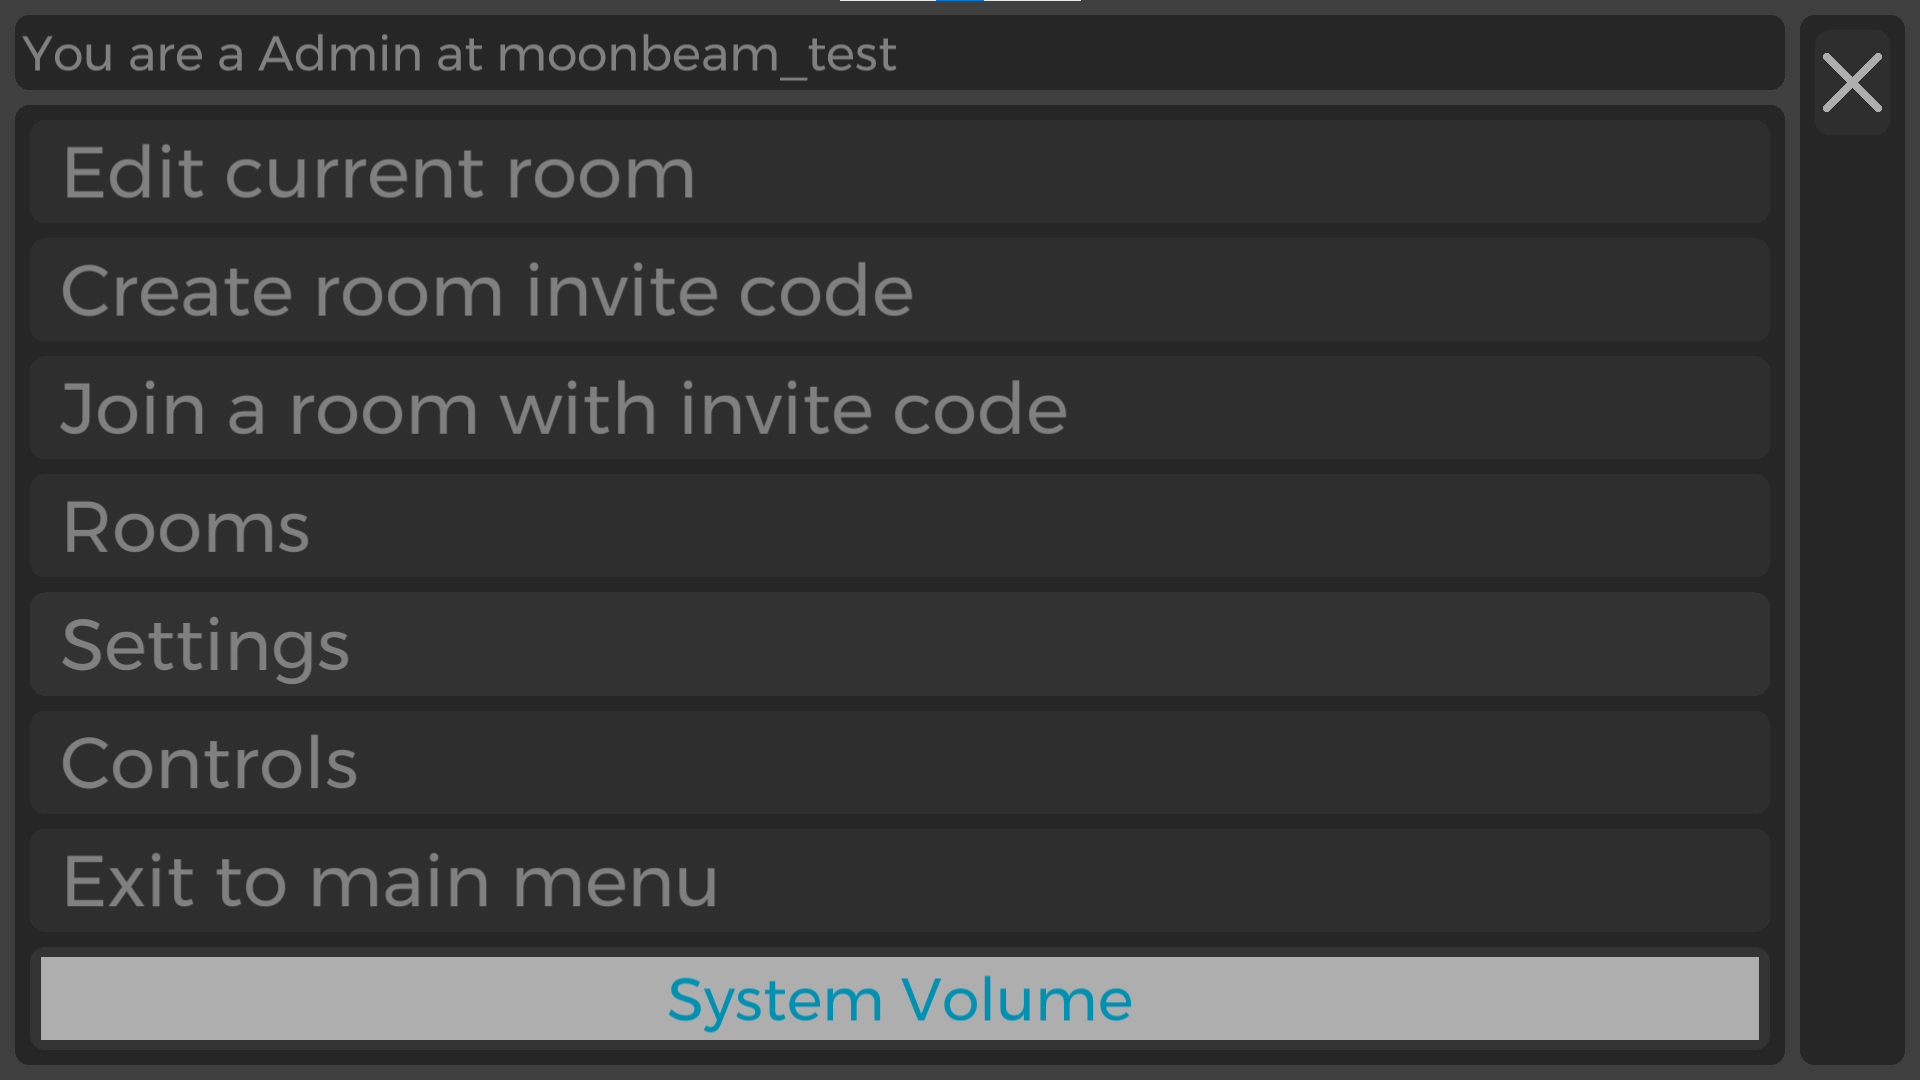 You are a Admin at moonbeam_test
Edit current room
Create room invite code
Join a room with invite code
Rooms
Settings
Controls
Exit to main menu
System Volume